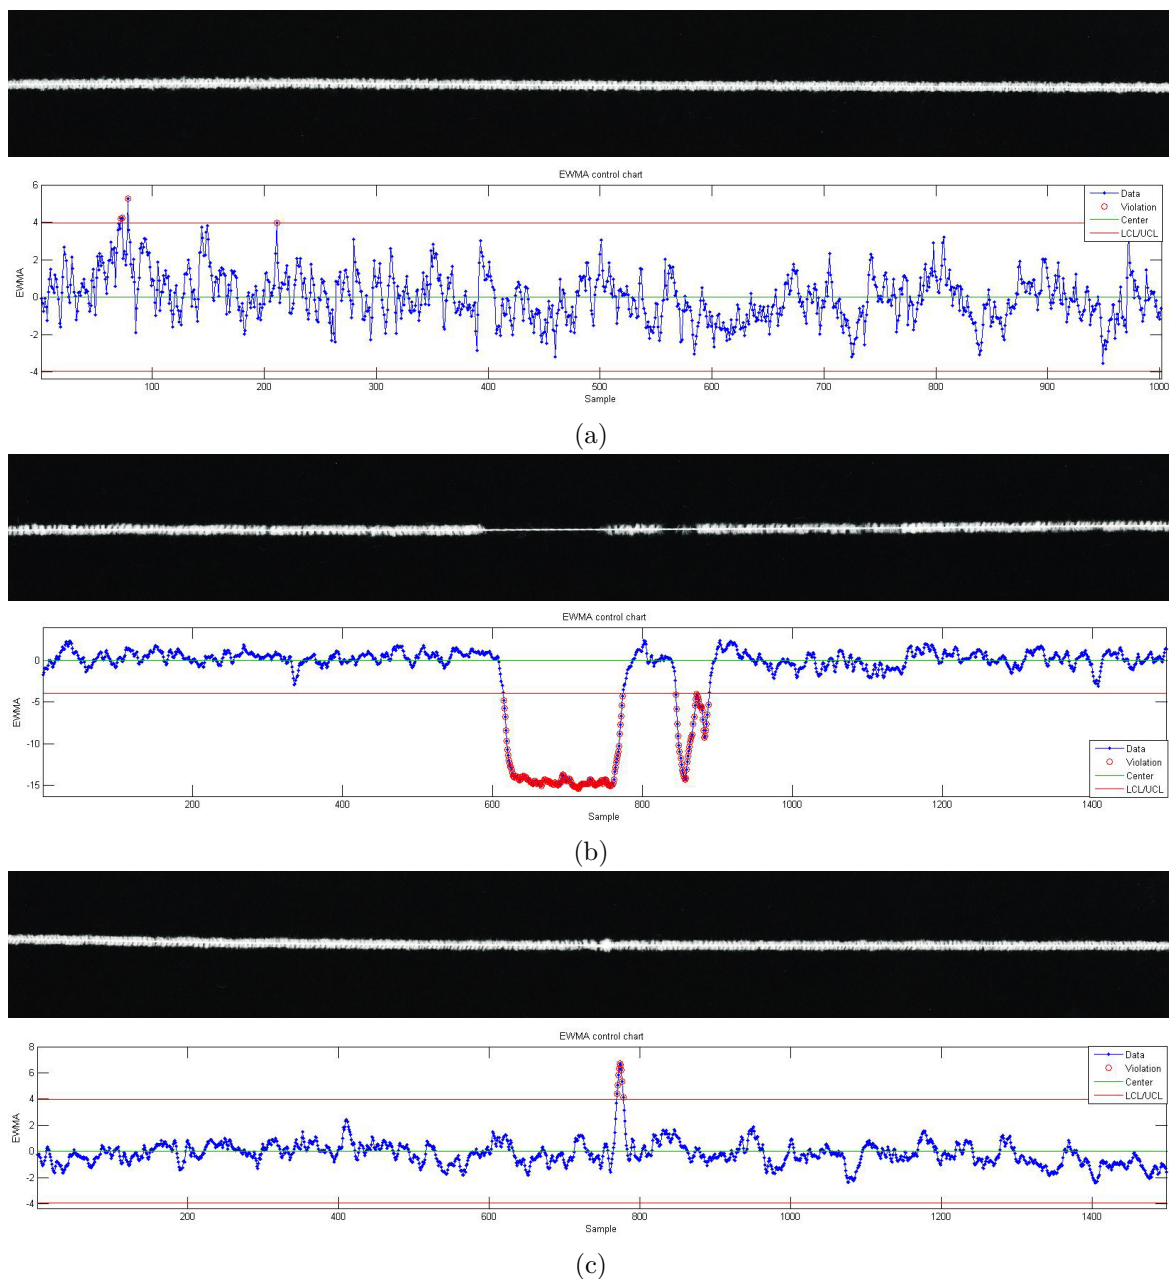 EWMA control chart
6
4
2
0
-2
-4
EWMA
100 200 300 400 500 600 700 800 900 1000
Sample
Data
Violation
Center
LCL/UCL
(a)
EWMA control chart
0
-5
-10
-15
EWMA
200 400 600 800 1000 1200 1400
Sample
Data
Violation
Center
LCL/UCL
(b)
EWMA control chart
8
6
4
2
0
-2
-4
EWMA
200 400 600 800 1000 1200 1400
Sample
Data
Violation
Center
LCL/UCL
(c)